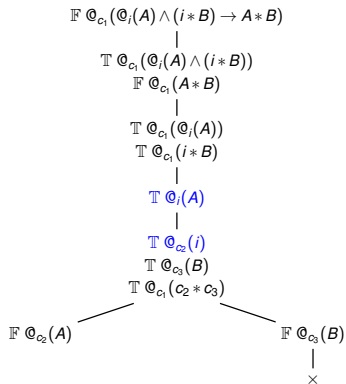 𝔽 @c₁(@i(A) ∧ (i ∗ B) → A ∗ B)
𝕋 @c₁(@i(A) ∧ (i ∗ B))
𝔽 @c₁(A ∗ B)
𝕋 @c₁(@i(A))
𝕋 @c₁(i ∗ B)
𝕋 @i(A)
𝕋 @c₂(i)
𝕋 @c₃(B)
𝕋 @c₁(c₂ ∗ c₃)
𝔽 @c₂(A) 𝔽 @c₃(B)
×